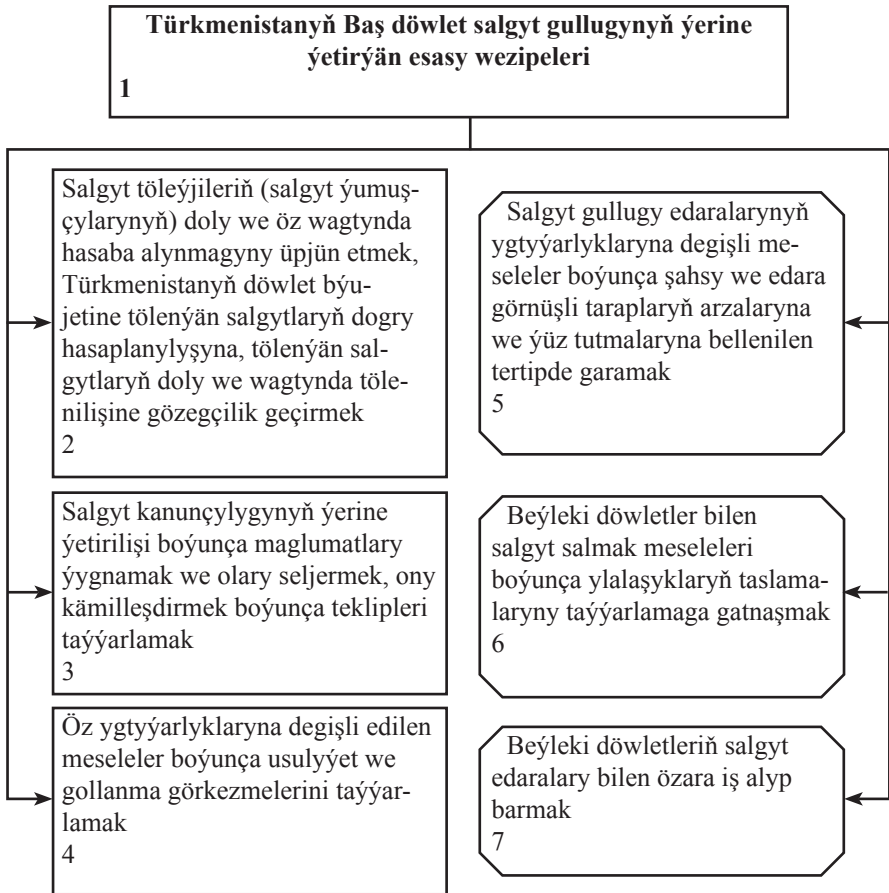 Türkmenistanyň Baş döwlet salgyt gullugynyň ýerine
ýetirýän esasy wezipeleri
1
Salgyt töleýjileriň (salgyt ýumuş-
çylarynyň) doly we öz wagtynda
hasaba alynmagyny üpjün etmek,
Türkmenistanyň döwlet býu-
jetine tölenýän salgytlaryň dogry
hasaplanylyşyna, tölenýän sal-
gytlaryň doly we wagtynda töle-
nilişine gözegçilik geçirmek
2
Salgyt kanunçylygynyň ýerine
ýetirilişi boýunça maglumatlary
ýygnamak we olary seljermek, ony
kämilleşdirmek boýunça teklipleri
taýýarlamak
3
Öz ygtyýarlyklaryna degişli edilen
meseleler boýunça usulyýet we
gollanma görkezmelerini taýýar-
lamak
4
Salgyt gullugy edaralarynyň
ygtyýarlyklaryna degişli me-
seleler boýunça şahsy we edara
görnüşli taraplaryň arzalaryna
we ýüz tutmalaryna bellenilen
tertipde garamak
5
Beýleki döwletler bilen
salgyt salmak meseleleri
boýunça ylalaşyklaryň taslama-
laryny taýýarlamaga gatnaşmak
6
Beýleki döwletleriň salgyt
edaralary bilen özara iş alyp
barmak
7